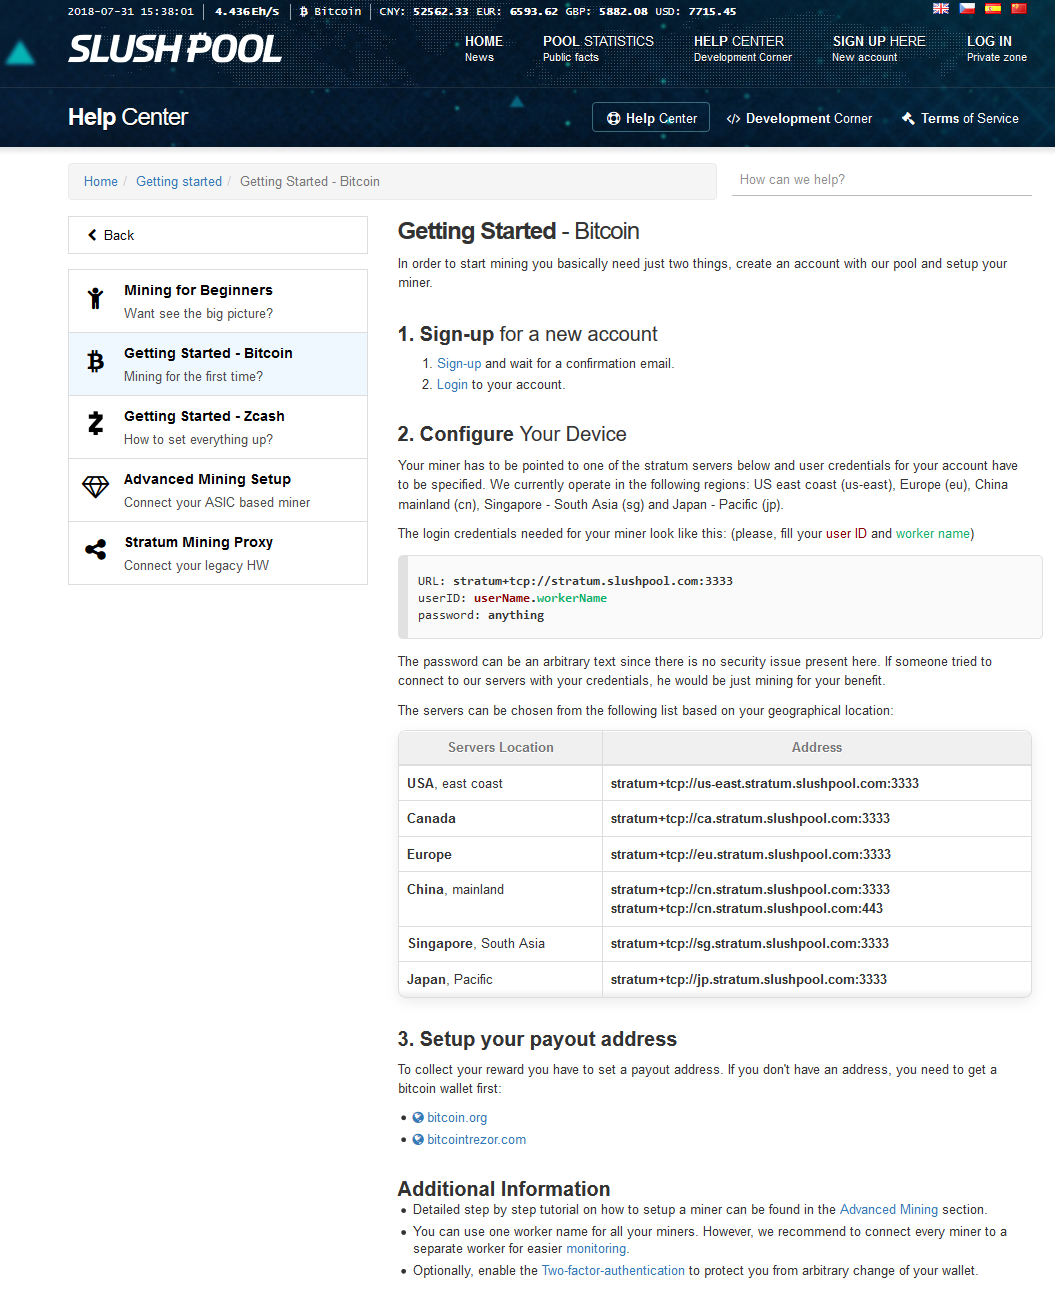 2018-07-31 15:38:01 | 4.436Eh/s | Bitcoin | CNY: 52562.33 EUR: 6593.62 GBP: 5882.08 USD: 7715.45
SLUSH POOL
HOME
News
POOL STATISTICS
Public facts
HELP CENTER
Development Corner
SIGN UP HERE
New account
LOG IN
Private zone
Help Center
Help Center
</> Development Corner
Terms of Service
Home / Getting started / Getting Started - Bitcoin
How can we help?
Back
Mining for Beginners
Want see the big picture?
Getting Started - Bitcoin
Mining for the first time?
Getting Started - Zcash
How to set everything up?
Advanced Mining Setup
Connect your ASIC based miner
Stratum Mining Proxy
Connect your legacy HW
Getting Started - Bitcoin
In order to start mining you basically need just two things, create an account with our pool and setup your
miner.
1. Sign-up for a new account
1. Sign-up and wait for a confirmation email.
2. Login to your account.
2. Configure Your Device
Your miner has to be pointed to one of the stratum servers below and user credentials for your account have
to be specified. We currently operate in the following regions: US east coast (us-east), Europe (eu), China
mainland (cn), Singapore - South Asia (sg) and Japan - Pacific (jp).
The login credentials needed for your miner look like this: (please, fill your user ID and worker name)
URL: stratum+tcp://stratum.slushpool.com:3333
userID: userName.workerName
password: anything
The password can be an arbitrary text since there is no security issue present here. If someone tried to
connect to our servers with your credentials, he would be just mining for your benefit.
The servers can be chosen from the following list based on your geographical location:
Servers Location Address
USA, east coast stratum+tcp://us-east.stratum.slushpool.com:3333
Canada stratum+tcp://ca.stratum.slushpool.com:3333
Europe stratum+tcp://eu.stratum.slushpool.com:3333
China, mainland stratum+tcp://cn.stratum.slushpool.com:3333
stratum+tcp://cn.stratum.slushpool.com:443
Singapore, South Asia stratum+tcp://sg.stratum.slushpool.com:3333
Japan, Pacific stratum+tcp://jp.stratum.slushpool.com:3333
3. Setup your payout address
To collect your reward you have to set a payout address. If you don't have an address, you need to get a
bitcoin wallet first:
• bitcoin.org
• bitcointrezor.com
Additional Information
• Detailed step by step tutorial on how to setup a miner can be found in the Advanced Mining section.
• You can use one worker name for all your miners. However, we recommend to connect every miner to a
separate worker for easier monitoring.
• Optionally, enable the Two-factor-authentication to protect you from arbitrary change of your wallet.